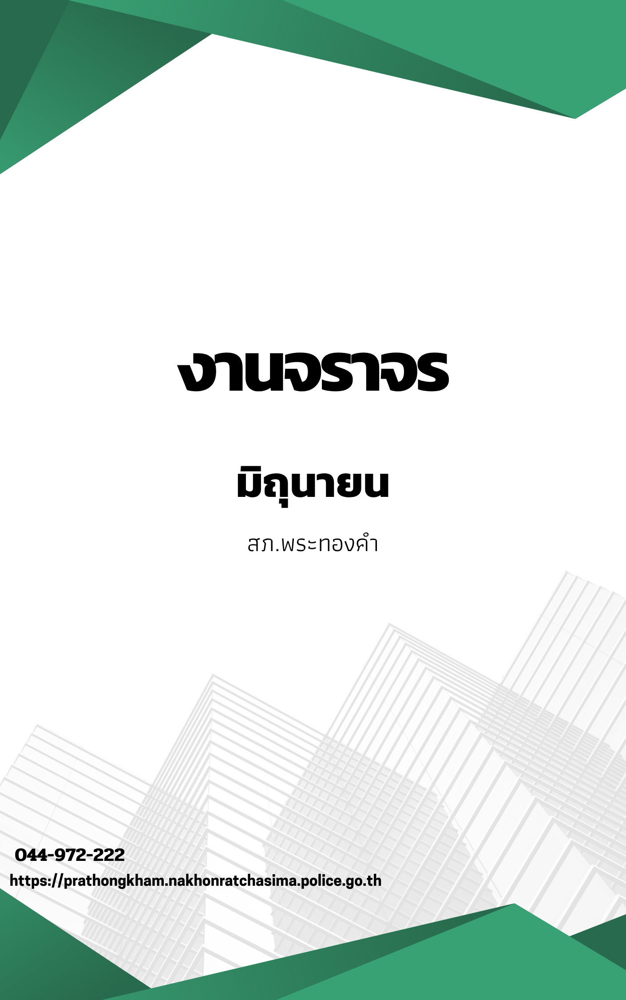 งานจราจร
มิถุนายน
สภ.พระทองคำ
044-972-222
https://prathongkham.nakhonratchasima.police.go.th